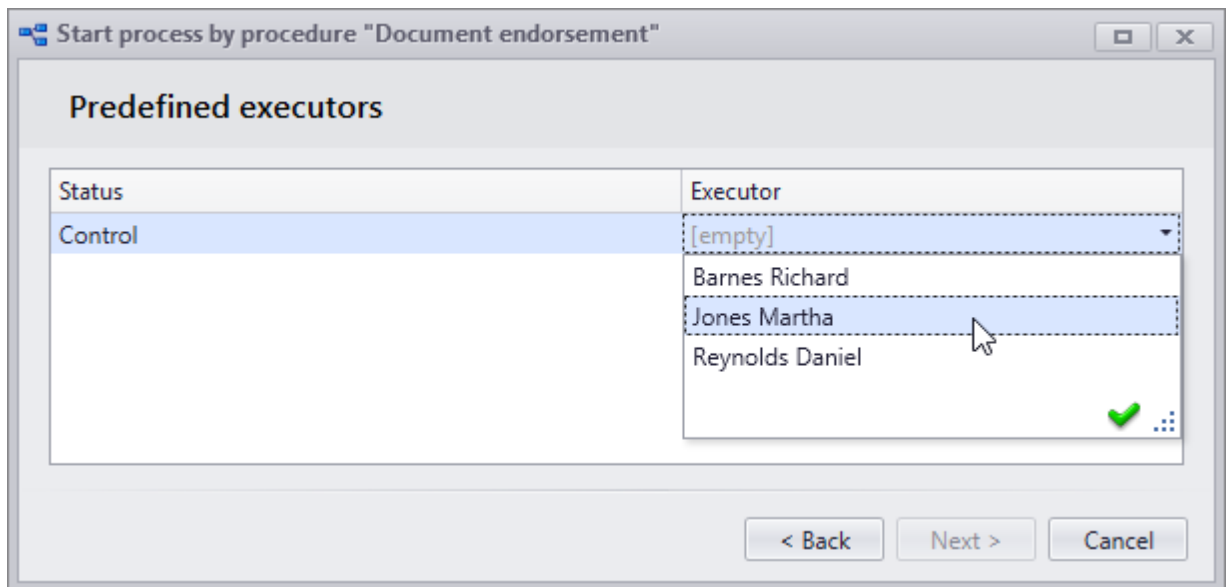 Start process by procedure "Document endorsement"
Predefined executors
Status Executor
Control [empty]
Barnes Richard
Jones Martha
Reynolds Daniel
< Back Next > Cancel